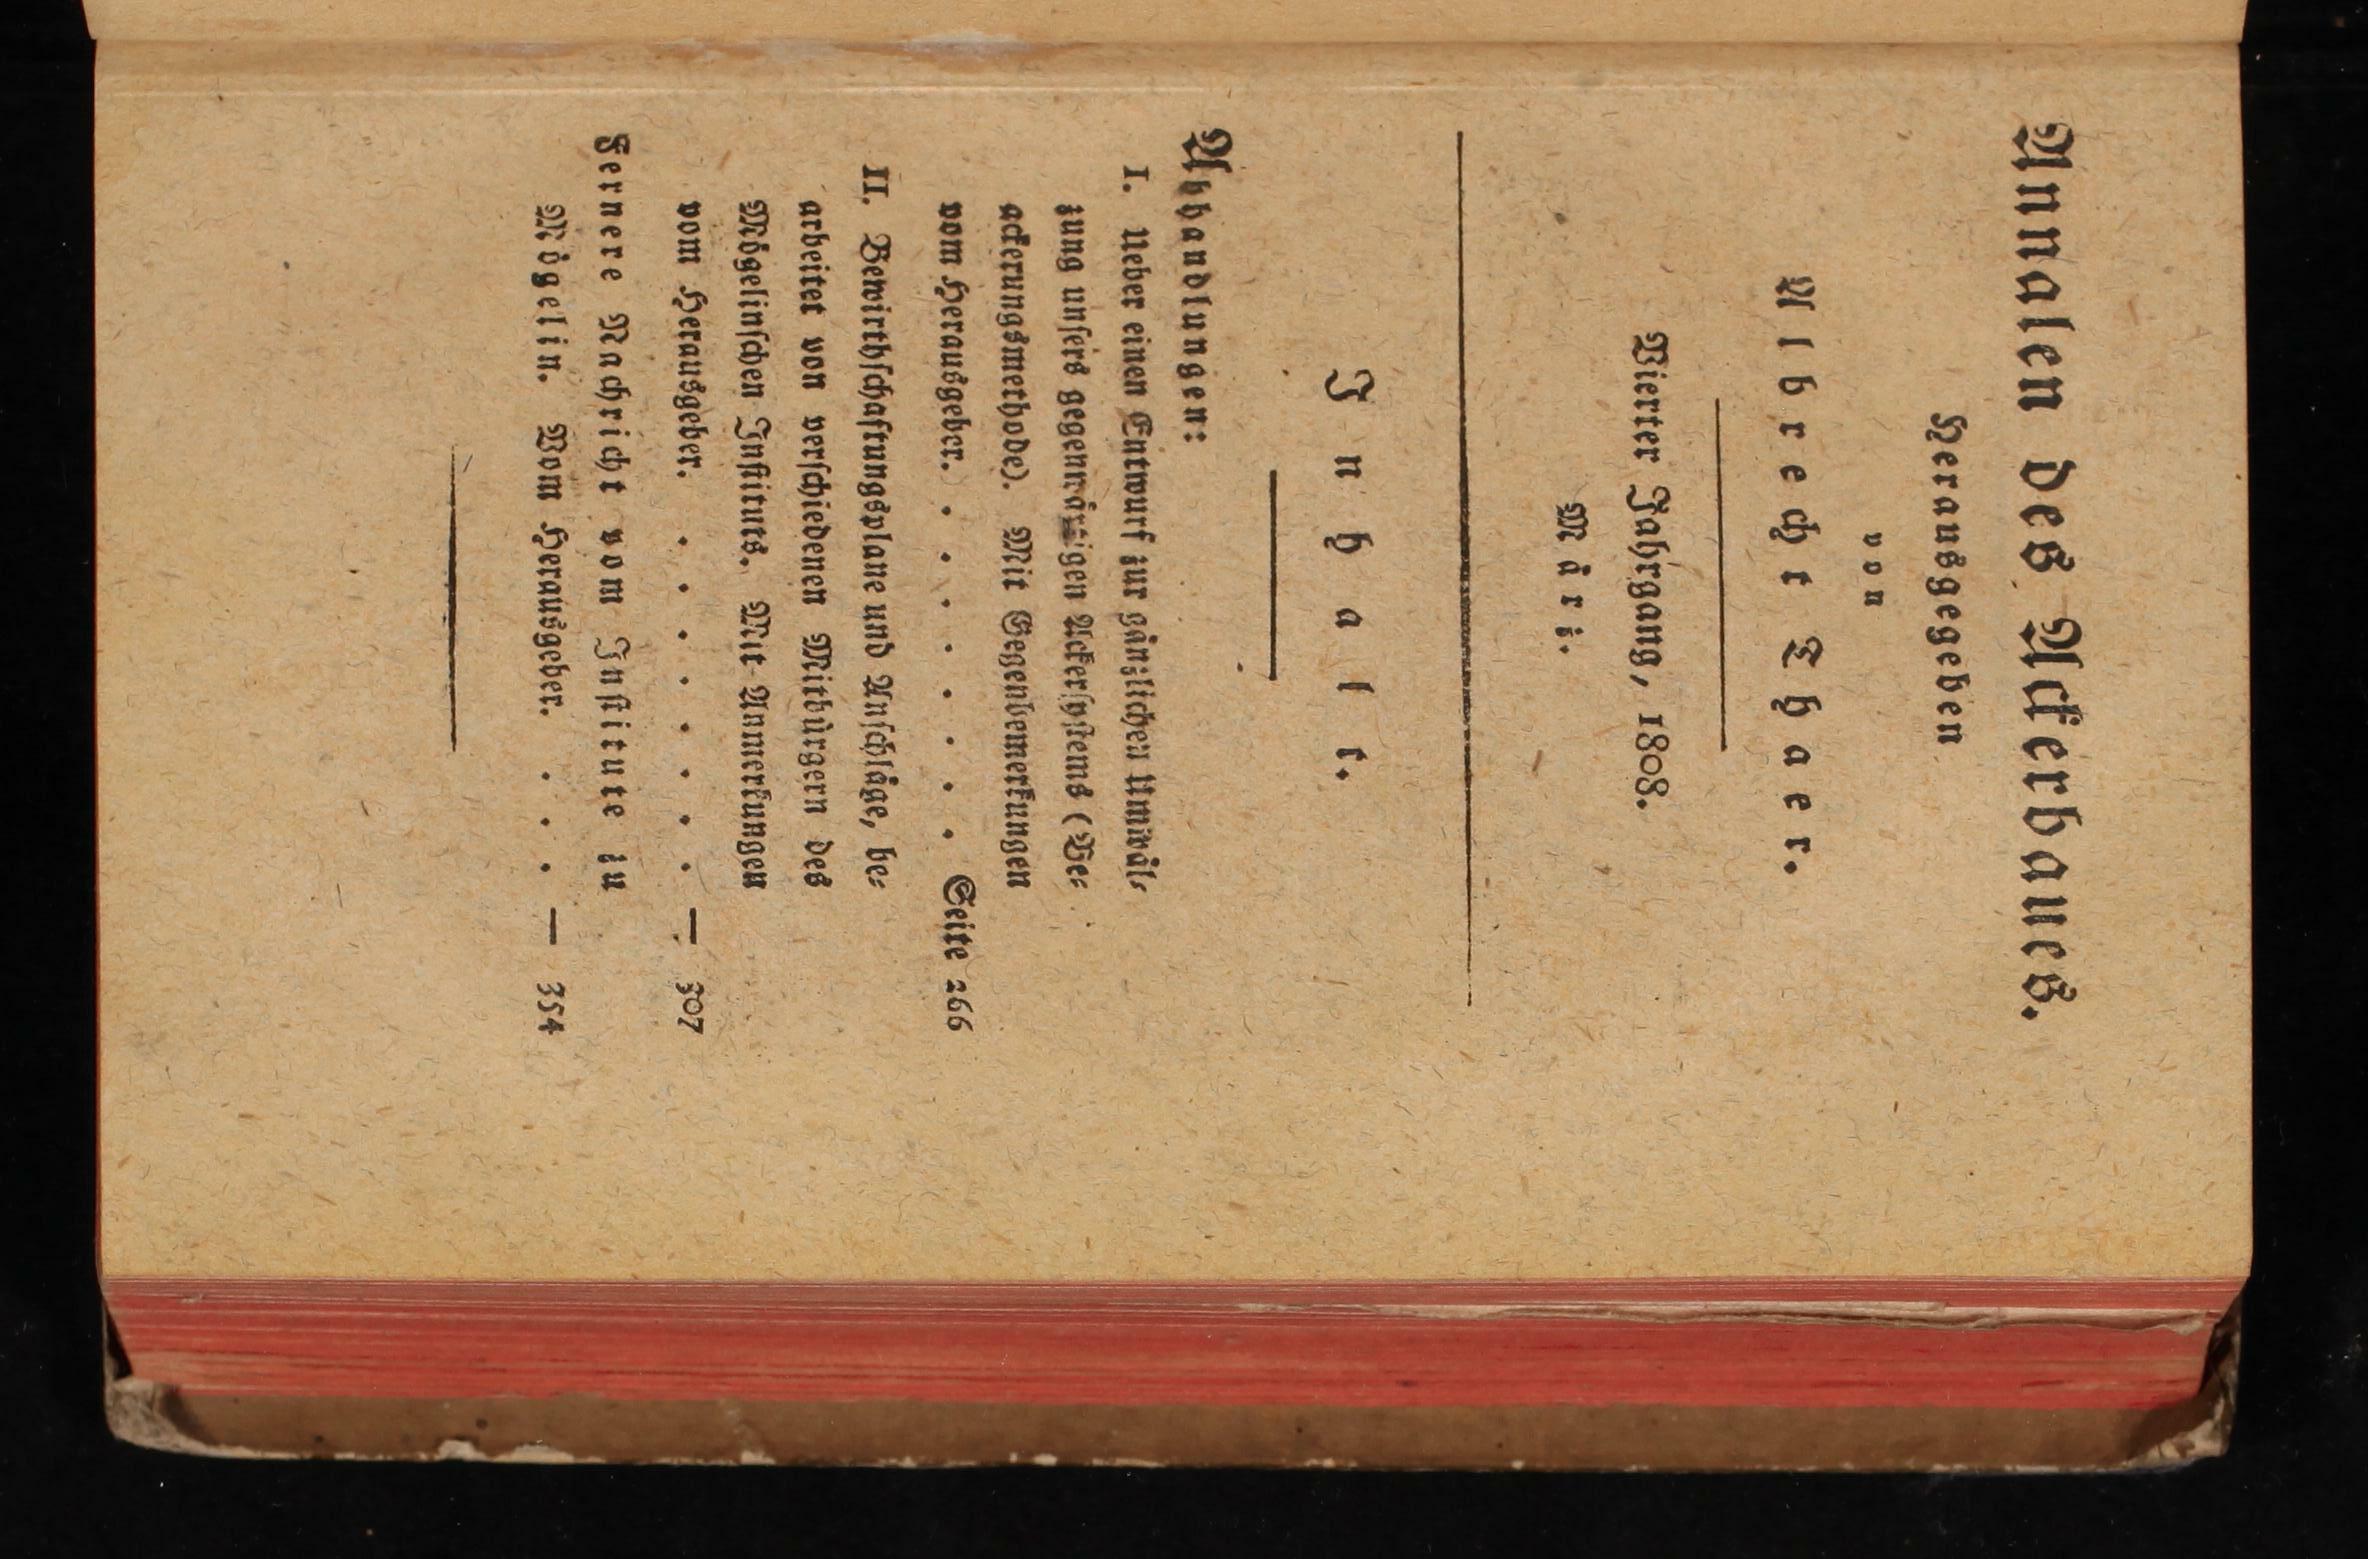 Annalen des Ackerbaues.
Herausgegeben
von
Albrecht Thaer.
Vierter Jahrgang, 1808.
März.
Inhalt.
Abhandlungen:
I. Ueber einen Entwurf zur gänzlichen Umwäl-
zung unsers gegenwärtigen Ackersystems (Be-
ackerungsmethode). Mit Gegenbemerkungen
vom Herausgeber. . . . . . . . . Seite 266
II. Bewirthschaftungsplane und Anschläge, be-
arbeitet von verschiedenen Mitbürgern des
Mögelinschen Instituts. Mit Anmerkungen
vom Herausgeber. . . . . . . . . — 307
Fernere Nachricht vom Institute zu
Mögelin. Vom Herausgeber. . . . — 354